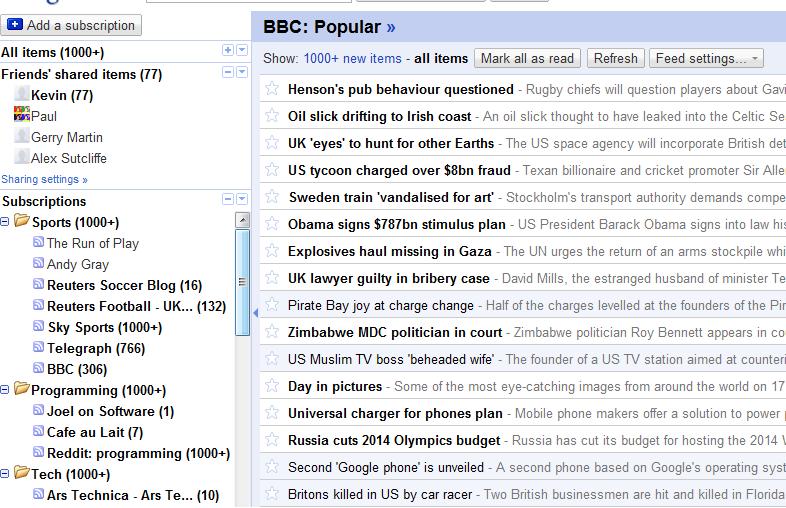 Add a subscription
All items (1000+)
Friends' shared items (77)
Kevin (77)
Paul
Gerry Martin
Alex Sutcliffe
Sharing settings »
Subscriptions
Sports (1000+)
The Run of Play
Andy Gray
Reuters Soccer Blog (16)
Reuters Football - UK... (132)
Sky Sports (1000+)
Telegraph (766)
BBC (306)
Programming (1000+)
Joel on Software (1)
Cafe au Lait (7)
Reddit: programming (1000+)
Tech (1000+)
Ars Technica - Ars Te... (10)
BBC: Popular »
Show: 1000+ new items - all items Mark all as read Refresh Feed settings...
Henson's pub behaviour questioned - Rugby chiefs will question players about Gavi
Oil slick drifting to Irish coast - An oil slick thought to have leaked into the Celtic Se
UK 'eyes' to hunt for other Earths - The US space agency will incorporate British det
US tycoon charged over $8bn fraud - Texan billionaire and cricket promoter Sir Alle
Sweden train 'vandalised for art' - Stockholm's transport authority demands compe
Obama signs $787bn stimulus plan - US President Barack Obama signs into law his
Explosives haul missing in Gaza - The UN urges the return of an arms stockpile whi
UK lawyer guilty in bribery case - David Mills, the estranged husband of minister Te
Pirate Bay joy at charge change - Half of the charges levelled at the founders of the Pir
Zimbabwe MDC politician in court - Zimbabwe politician Roy Bennett appears in co
US Muslim TV boss 'beheaded wife' - The founder of a US TV station aimed at counteri
Day in pictures - Some of the most eye-catching images from around the world on 17
Universal charger for phones plan - Mobile phone makers offer a solution to power
Russia cuts 2014 Olympics budget - Russia has cut its budget for hosting the 2014 W
Second 'Google phone' is unveiled - A second phone based on Google's operating syst
Britons killed in US by car racer - Two British businessmen are hit and killed in Florida